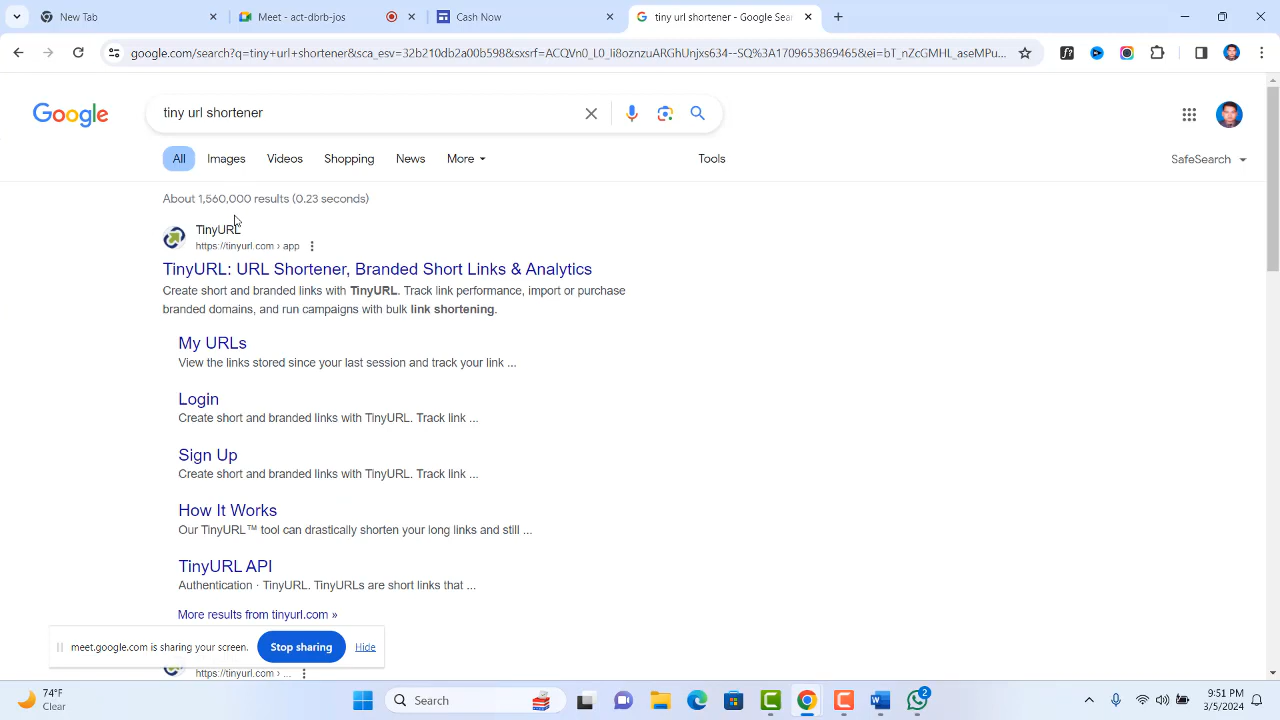 New Tab
Meet - act-dbrb-jos
Cash Now
tiny url shortener - Google Search
google.com/search?q=tiny+url+shortener&sca_esv=32b210db2a00b598&sxsrf=ACQVn0_L0_li8oznzuARGhUnjxs634--SQ%3A1709653869465&ei=bT_nZcGMHL_aseMPu...
Google
tiny url shortener
All
Images
Videos
Shopping
News
More
Tools
SafeSearch
About 1,560,000 results (0.23 seconds)
TinyURL
https://tinyurl.com › app
TinyURL: URL Shortener, Branded Short Links & Analytics
Create short and branded links with TinyURL. Track link performance, import or purchase
branded domains, and run campaigns with bulk link shortening.
My URLs
View the links stored since your last session and track your link ...
Login
Create short and branded links with TinyURL. Track link ...
Sign Up
Create short and branded links with TinyURL. Track link ...
How It Works
Our TinyURL™ tool can drastically shorten your long links and still ...
TinyURL API
Authentication · TinyURL. TinyURLs are short links that ...
More results from tinyurl.com »
meet.google.com is sharing your screen.
Stop sharing
Hide
https://tinyurl.com › ...
74°F
Clear
Search
2
9:51 PM
3/5/2024